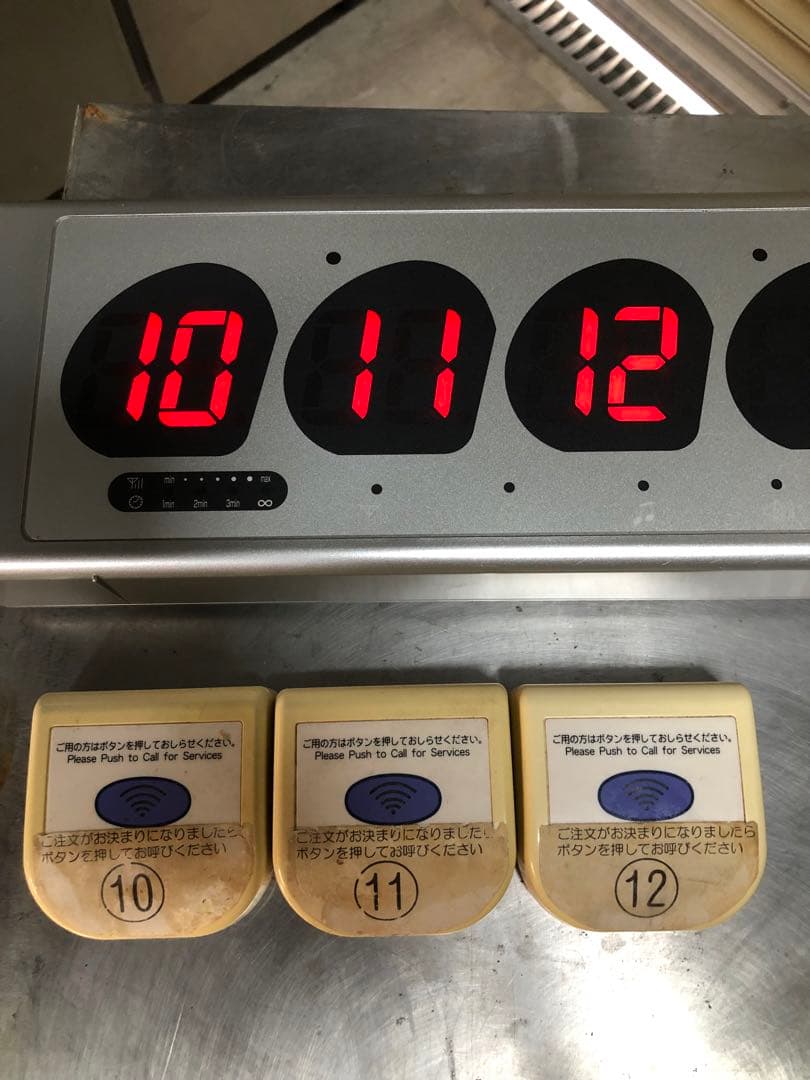 10 11 12
min max
1min 2min 3min ∞
ご用の方はボタンを押しておしらせください。
Please Push to Call for Services
ご注文がお決まりになりましたら
ボタンを押してお呼びください
10
ご用の方はボタンを押しておしらせください。
Please Push to Call for Services
ご注文がお決まりになりましたら
ボタンを押してお呼びください
11
ご用の方はボタンを押しておしらせください。
Please Push to Call for Services
ご注文がお決まりになりましたら
ボタンを押してお呼びください
12